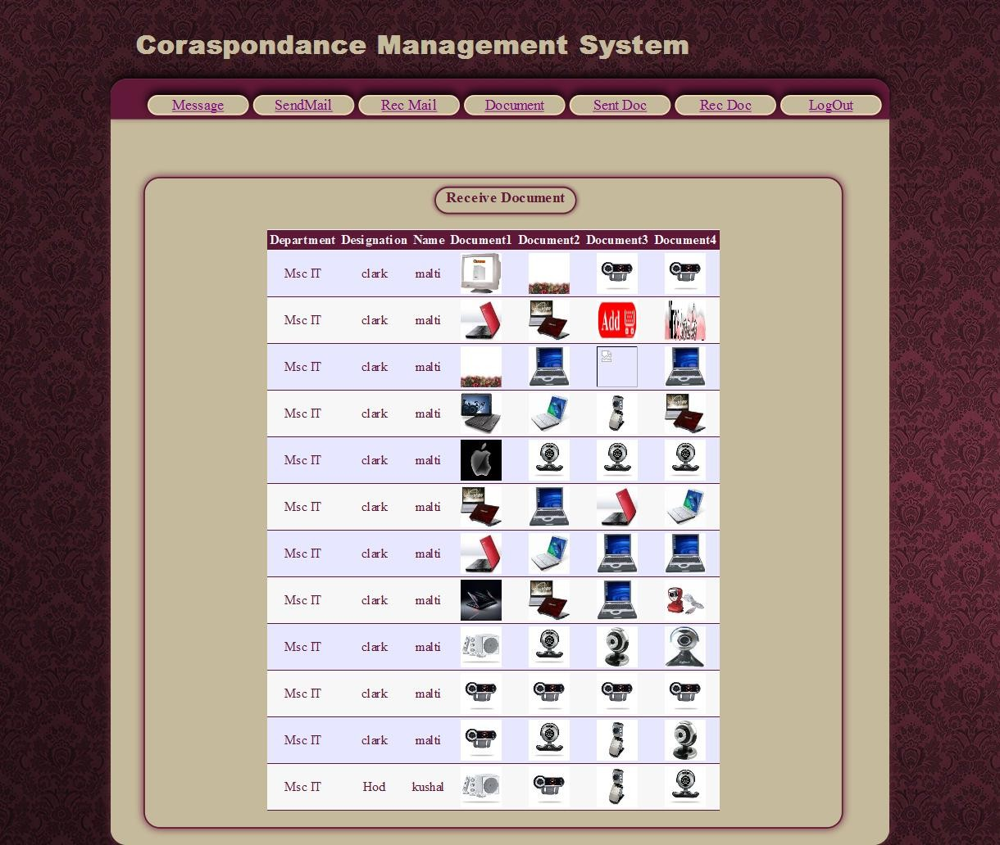 Coraspondance Management System
Message SendMail Rec Mail Document Sent Doc Rec Doc LogOut
Receive Document
Department Designation Name Document1 Document2 Document3 Document4
Msc IT clark malti
Msc IT clark malti Add
Msc IT clark malti
Msc IT clark malti
Msc IT clark malti
Msc IT clark malti
Msc IT clark malti
Msc IT clark malti
Msc IT clark malti
Msc IT clark malti
Msc IT clark malti
Msc IT Hod kushal